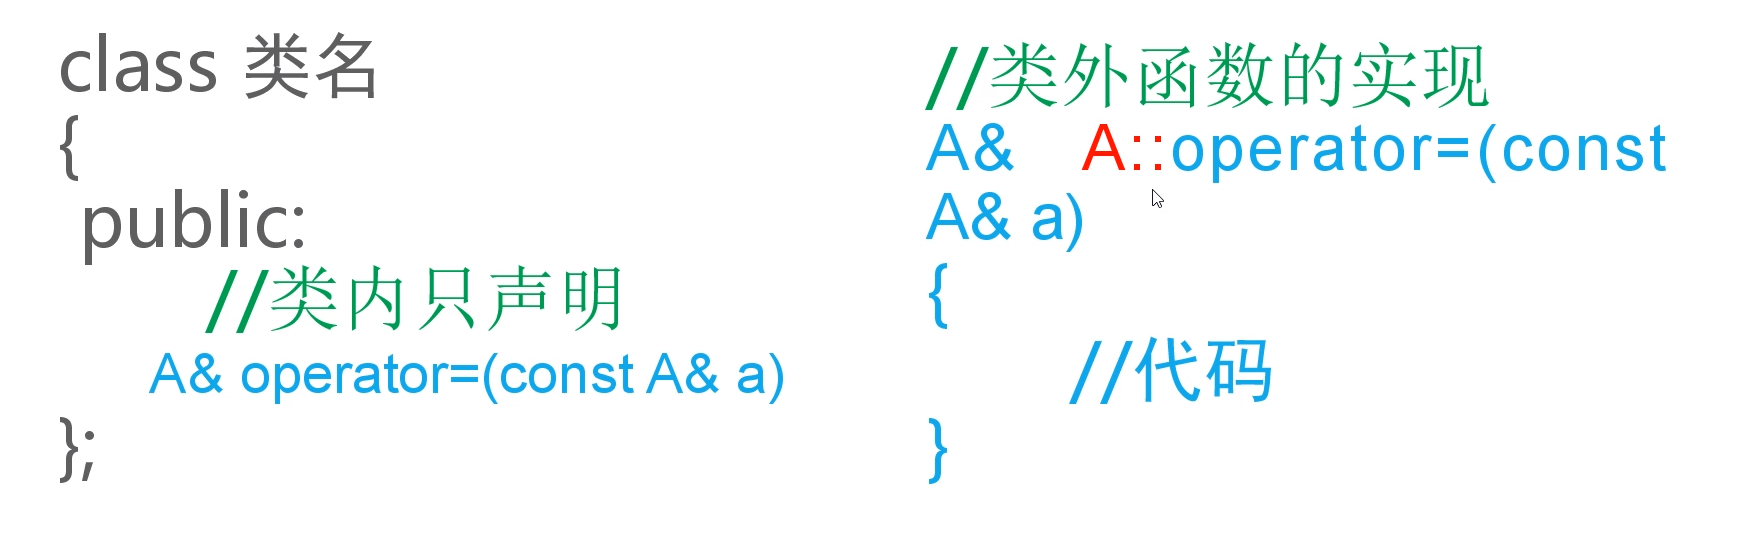 class 类名
{
public:
//类内只声明
A& operator=(const A& a)
};
//类外函数的实现
A& A::operator=(const
A& a)
{
//代码
}